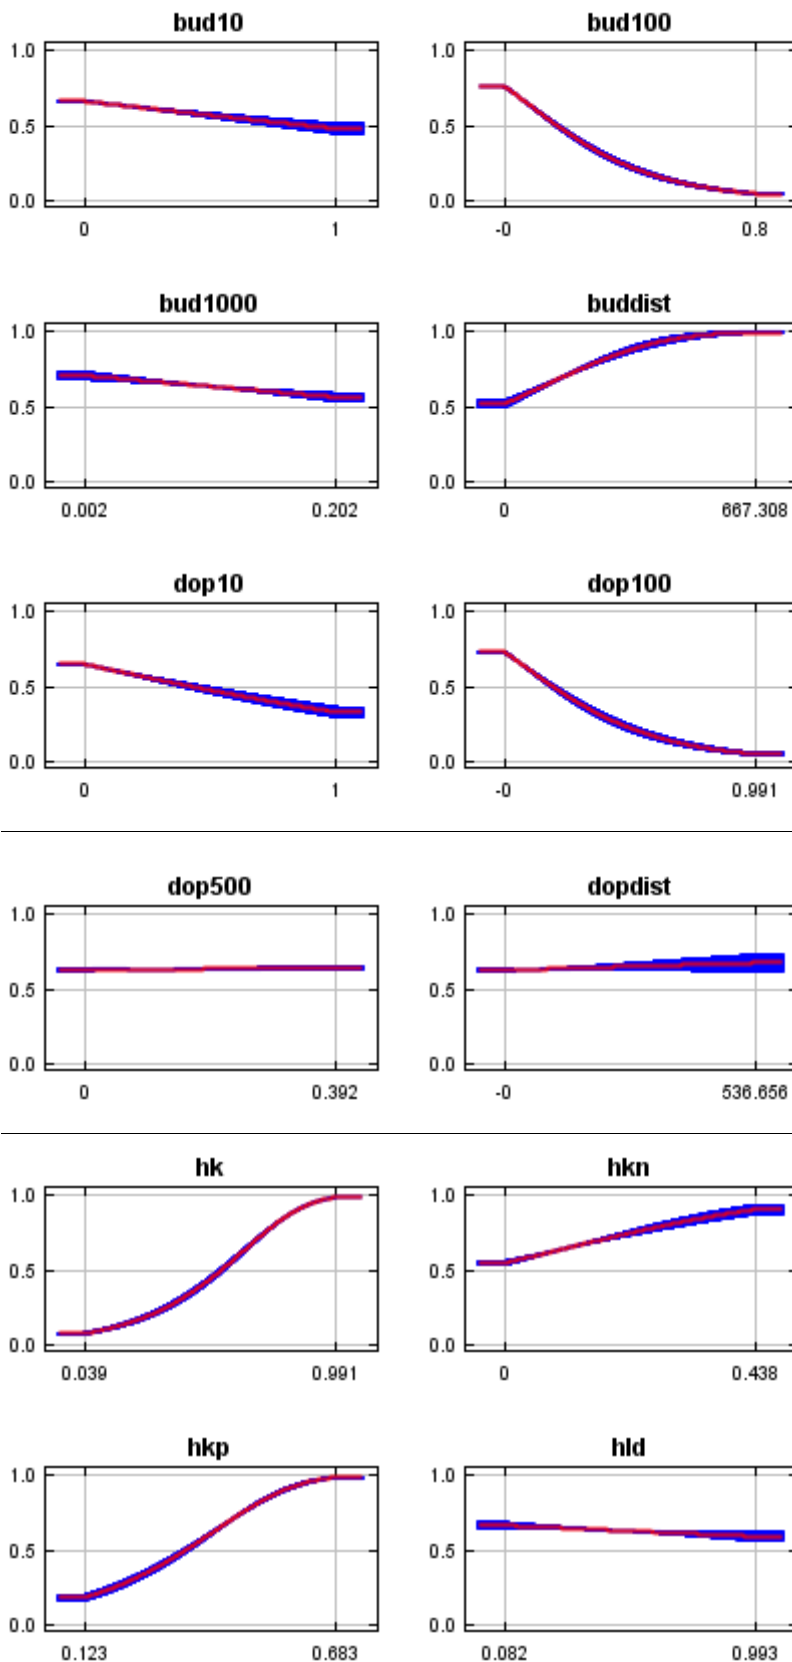 bud10 bud100
1.0 1.0
0.5 0.5
0.0 0.0
0 1 -0 0.8
bud1000 buddist
1.0 1.0
0.5 0.5
0.0 0.0
0.002 0.202 0 667.308
dop10 dop100
1.0 1.0
0.5 0.5
0.0 0.0
0 1 -0 0.991
dop500 dopdist
1.0 1.0
0.5 0.5
0.0 0.0
0 0.392 -0 536.656
hk hkn
1.0 1.0
0.5 0.5
0.0 0.0
0.039 0.991 0 0.438
hkp hld
1.0 1.0
0.5 0.5
0.0 0.0
0.123 0.683 0.082 0.993